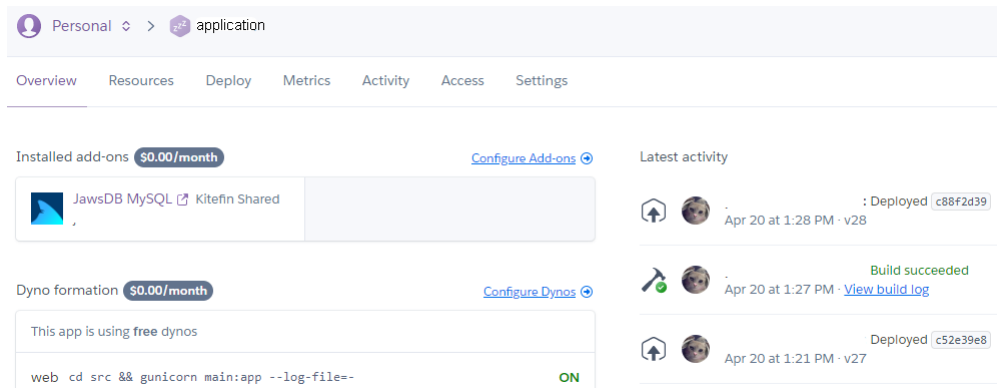 Personal > application
Overview Resources Deploy Metrics Activity Access Settings
Installed add-ons $0.00/month Configure Add-ons
JawsDB MySQL Kitefin Shared
Dyno formation $0.00/month Configure Dynos
This app is using free dynos
web cd src && gunicorn main:app --log-file=- ON
Latest activity
: Deployed c88f2d39
Apr 20 at 1:28 PM · v28
Build succeeded
Apr 20 at 1:27 PM · View build log
Deployed c52e39e8
Apr 20 at 1:21 PM · v27